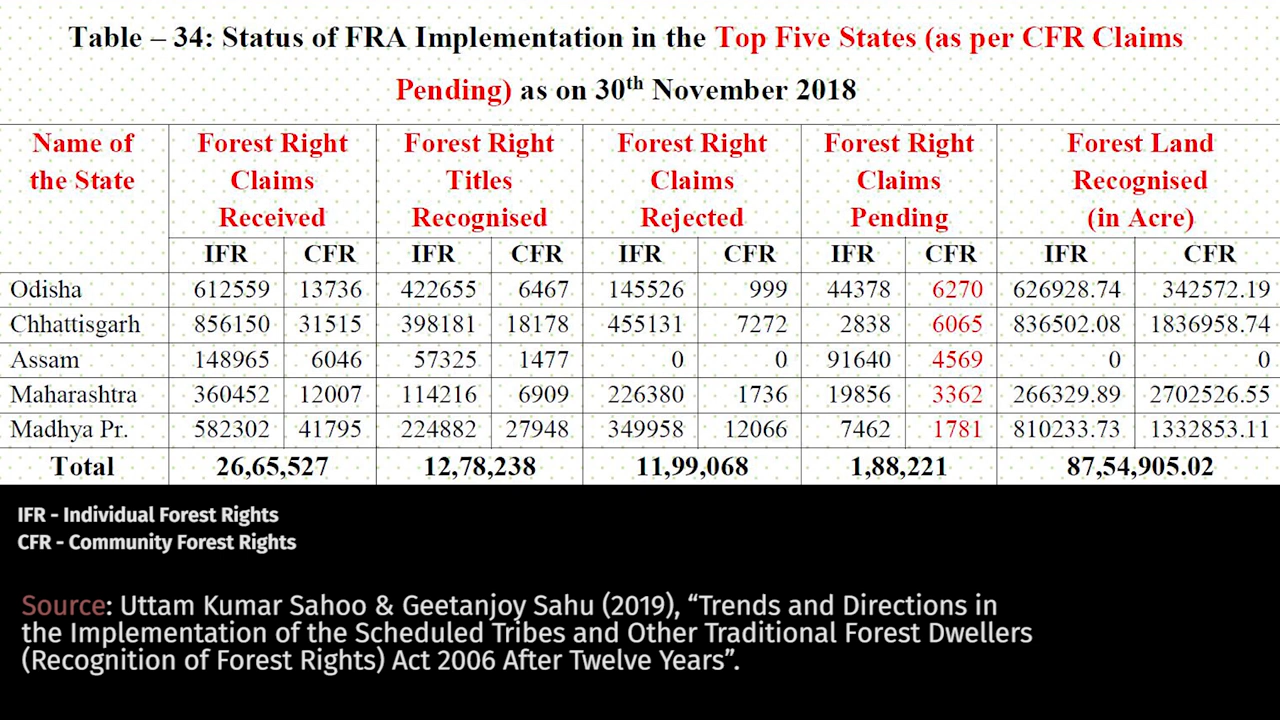 Table – 34: Status of FRA Implementation in the Top Five States (as per CFR Claims
Pending) as on 30th November 2018
Name of the State Forest Right Claims Received Forest Right Titles Recognised Forest Right Claims Rejected Forest Right Claims Pending Forest Land Recognised (in Acre)
IFR CFR IFR CFR IFR CFR IFR CFR IFR CFR
Odisha 612559 13736 422655 6467 145526 999 44378 6270 626928.74 342572.19
Chhattisgarh 856150 31515 398181 18178 455131 7272 2838 6065 836502.08 1836958.74
Assam 148965 6046 57325 1477 0 0 91640 4569 0 0
Maharashtra 360452 12007 114216 6909 226380 1736 19856 3362 266329.89 2702526.55
Madhya Pr. 582302 41795 224882 27948 349958 12066 7462 1781 810233.73 1332853.11
Total 26,65,527 12,78,238 11,99,068 1,88,221 87,54,905.02
IFR - Individual Forest Rights
CFR - Community Forest Rights
Source: Uttam Kumar Sahoo & Geetanjoy Sahu (2019), “Trends and Directions in
the Implementation of the Scheduled Tribes and Other Traditional Forest Dwellers
(Recognition of Forest Rights) Act 2006 After Twelve Years”.